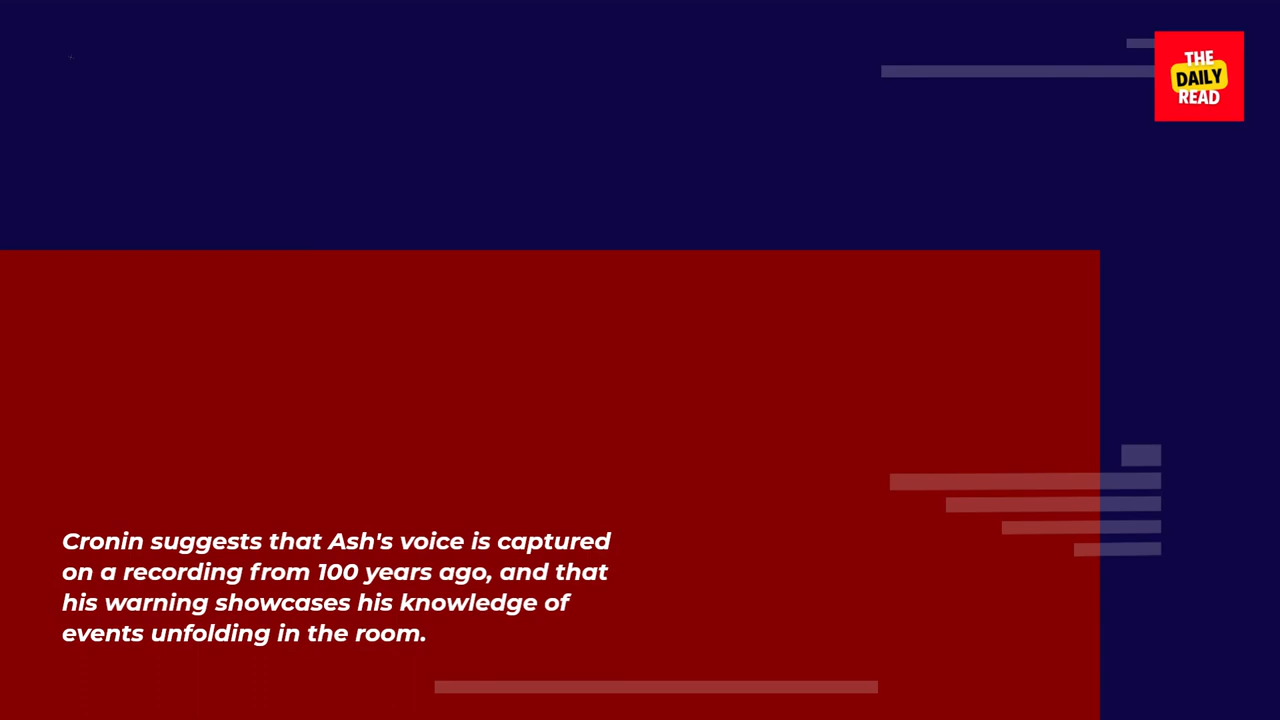 THE
DAILY
READ
Cronin suggests that Ash's voice is captured
on a recording from 100 years ago, and that
his warning showcases his knowledge of
events unfolding in the room.